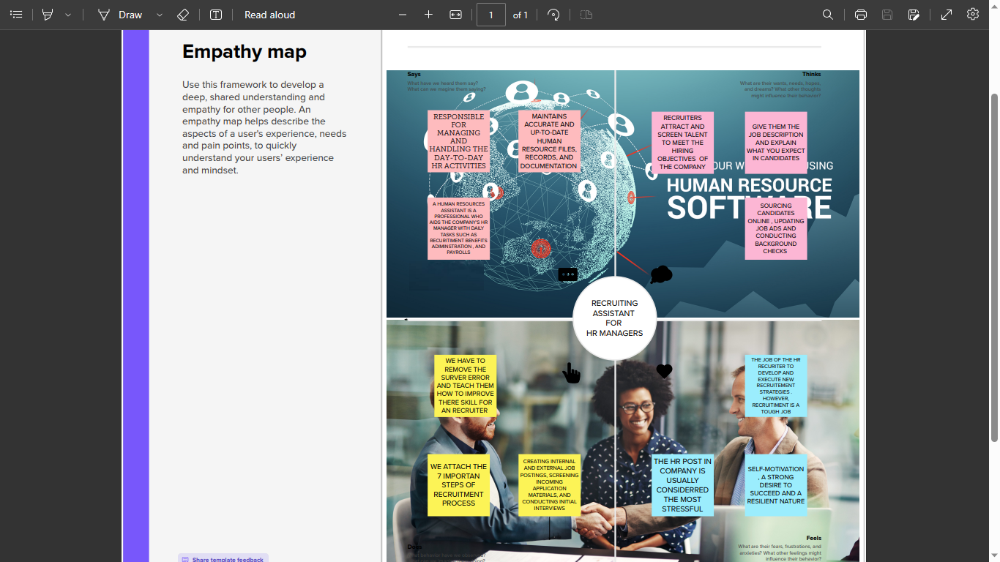 Draw
Read aloud
1
of 1
Empathy map
Use this framework to develop a
deep, shared understanding and
empathy for other people. An
empathy map helps describe the
aspects of a user's experience, needs
and pain points, to quickly
understand your users' experience
and mindset.
Share template feedback
Says
What have we heard them say?
What can we magine them saying?
Thinks
What are their wants, needs, hopes,
and dreams? What other thoughts
might influence their behavior?
RESPONSIBLE
FOR
MANAGING
AND
HANDLING THE
DAY-TO-DAY
HR ACTIVITIES
MAINTAINS
ACCURATE AND
UP-TO-DATE
HUMAN
RESOURCE FILES,
RECORDS, AND
DOCUMENTATION
RECRUITERS
ATTRACT AND
SCREEN TALENT
TO MEET THE
HIRING
OBJECTIVES OF
THE COMPANY
GIVE THEM THE
JOB DESCRIPTION
AND EXPLAIN
WHAT YOU EXPECT
IN CANDIDATES
OUR W
USING
HUMAN RESOURCE
SOFTWARE
A HUMAN RESOURCES
ASSISTANT IS A
PROFESSIONAL WHO
AIDS THE COMPANY'S HR
MANAGER WITH DAILY
TASKS SUCH AS
RECURITIMENT BENEFITS
ADIMINSTRATION , AND
PAYROLLS
SOURCING
CANDIDATES
ONLINE , UPDATING
JOB ADS AND
CONDUCTING
BACKGROUND
CHECKS
RECRUITING
ASSISTANT
FOR
HR MANAGERS
WE HAVE TO
REMOVE THE
SURVER ERROR
AND TEACH THEM
HOW TO IMPROVE
THERE SKILL FOR
AN RECRUITER
THE JOB OF THE HR
RECURITER TO
DEVELOP AND
EXECUTE NEW
RECRUITEMENT
STRATEGIES .
HOWEVER,
RECRUITIMENT IS A
TOUGH JOB
WE ATTACH THE
7 IMPORTAN
STEPS OF
RECRUITMENT
PROCESS
CREATING INTERNAL
AND EXTERNAL JOB
POSTINGS, SCREENING
INCOMING
APPLICATION
MATERIALS, AND
CONDUCTING INITIAL
INTERVIEWS
THE HR POST IN
COMPANY IS
USUALLY
CONSIDERRED
THE MOST
STRESSFUL
SELF-MOTIVATION
, A STRONG
DESIRE TO
SUCCEED AND A
RESILIENT NATURE
Does
Feels
What are their fears, frustrations, and
anxieties? What other feelings might
influence their behavior?